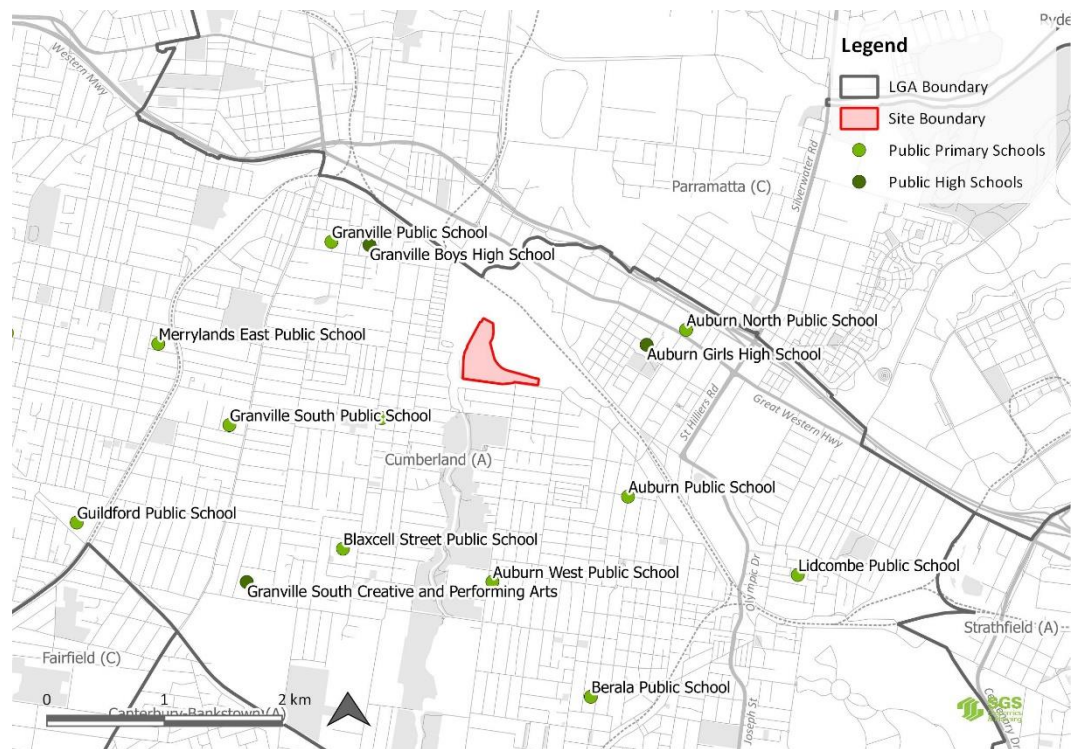 Ryde
Legend
LGA Boundary
Site Boundary
Public Primary Schools
Public High Schools
Western Mwy
Silverwater Rd
Parramatta (C)
Granville Public School
Granville Boys High School
Merrylands East Public School
Auburn North Public School
Auburn Girls High School
St Hilliers Rd
Great Western Hwy
Granville South Public School
Cumberland (A)
Auburn Public School
Guildford Public School
Blaxcell Street Public School
Auburn West Public School
Olympic Dr
Lidcombe Public School
Granville South Creative and Performing Arts
Strathfield (A)
Fairfield (C)
Berala Public School
0 1 2 km
Canterbury-Bankstown (A)
Joseph St
SGS